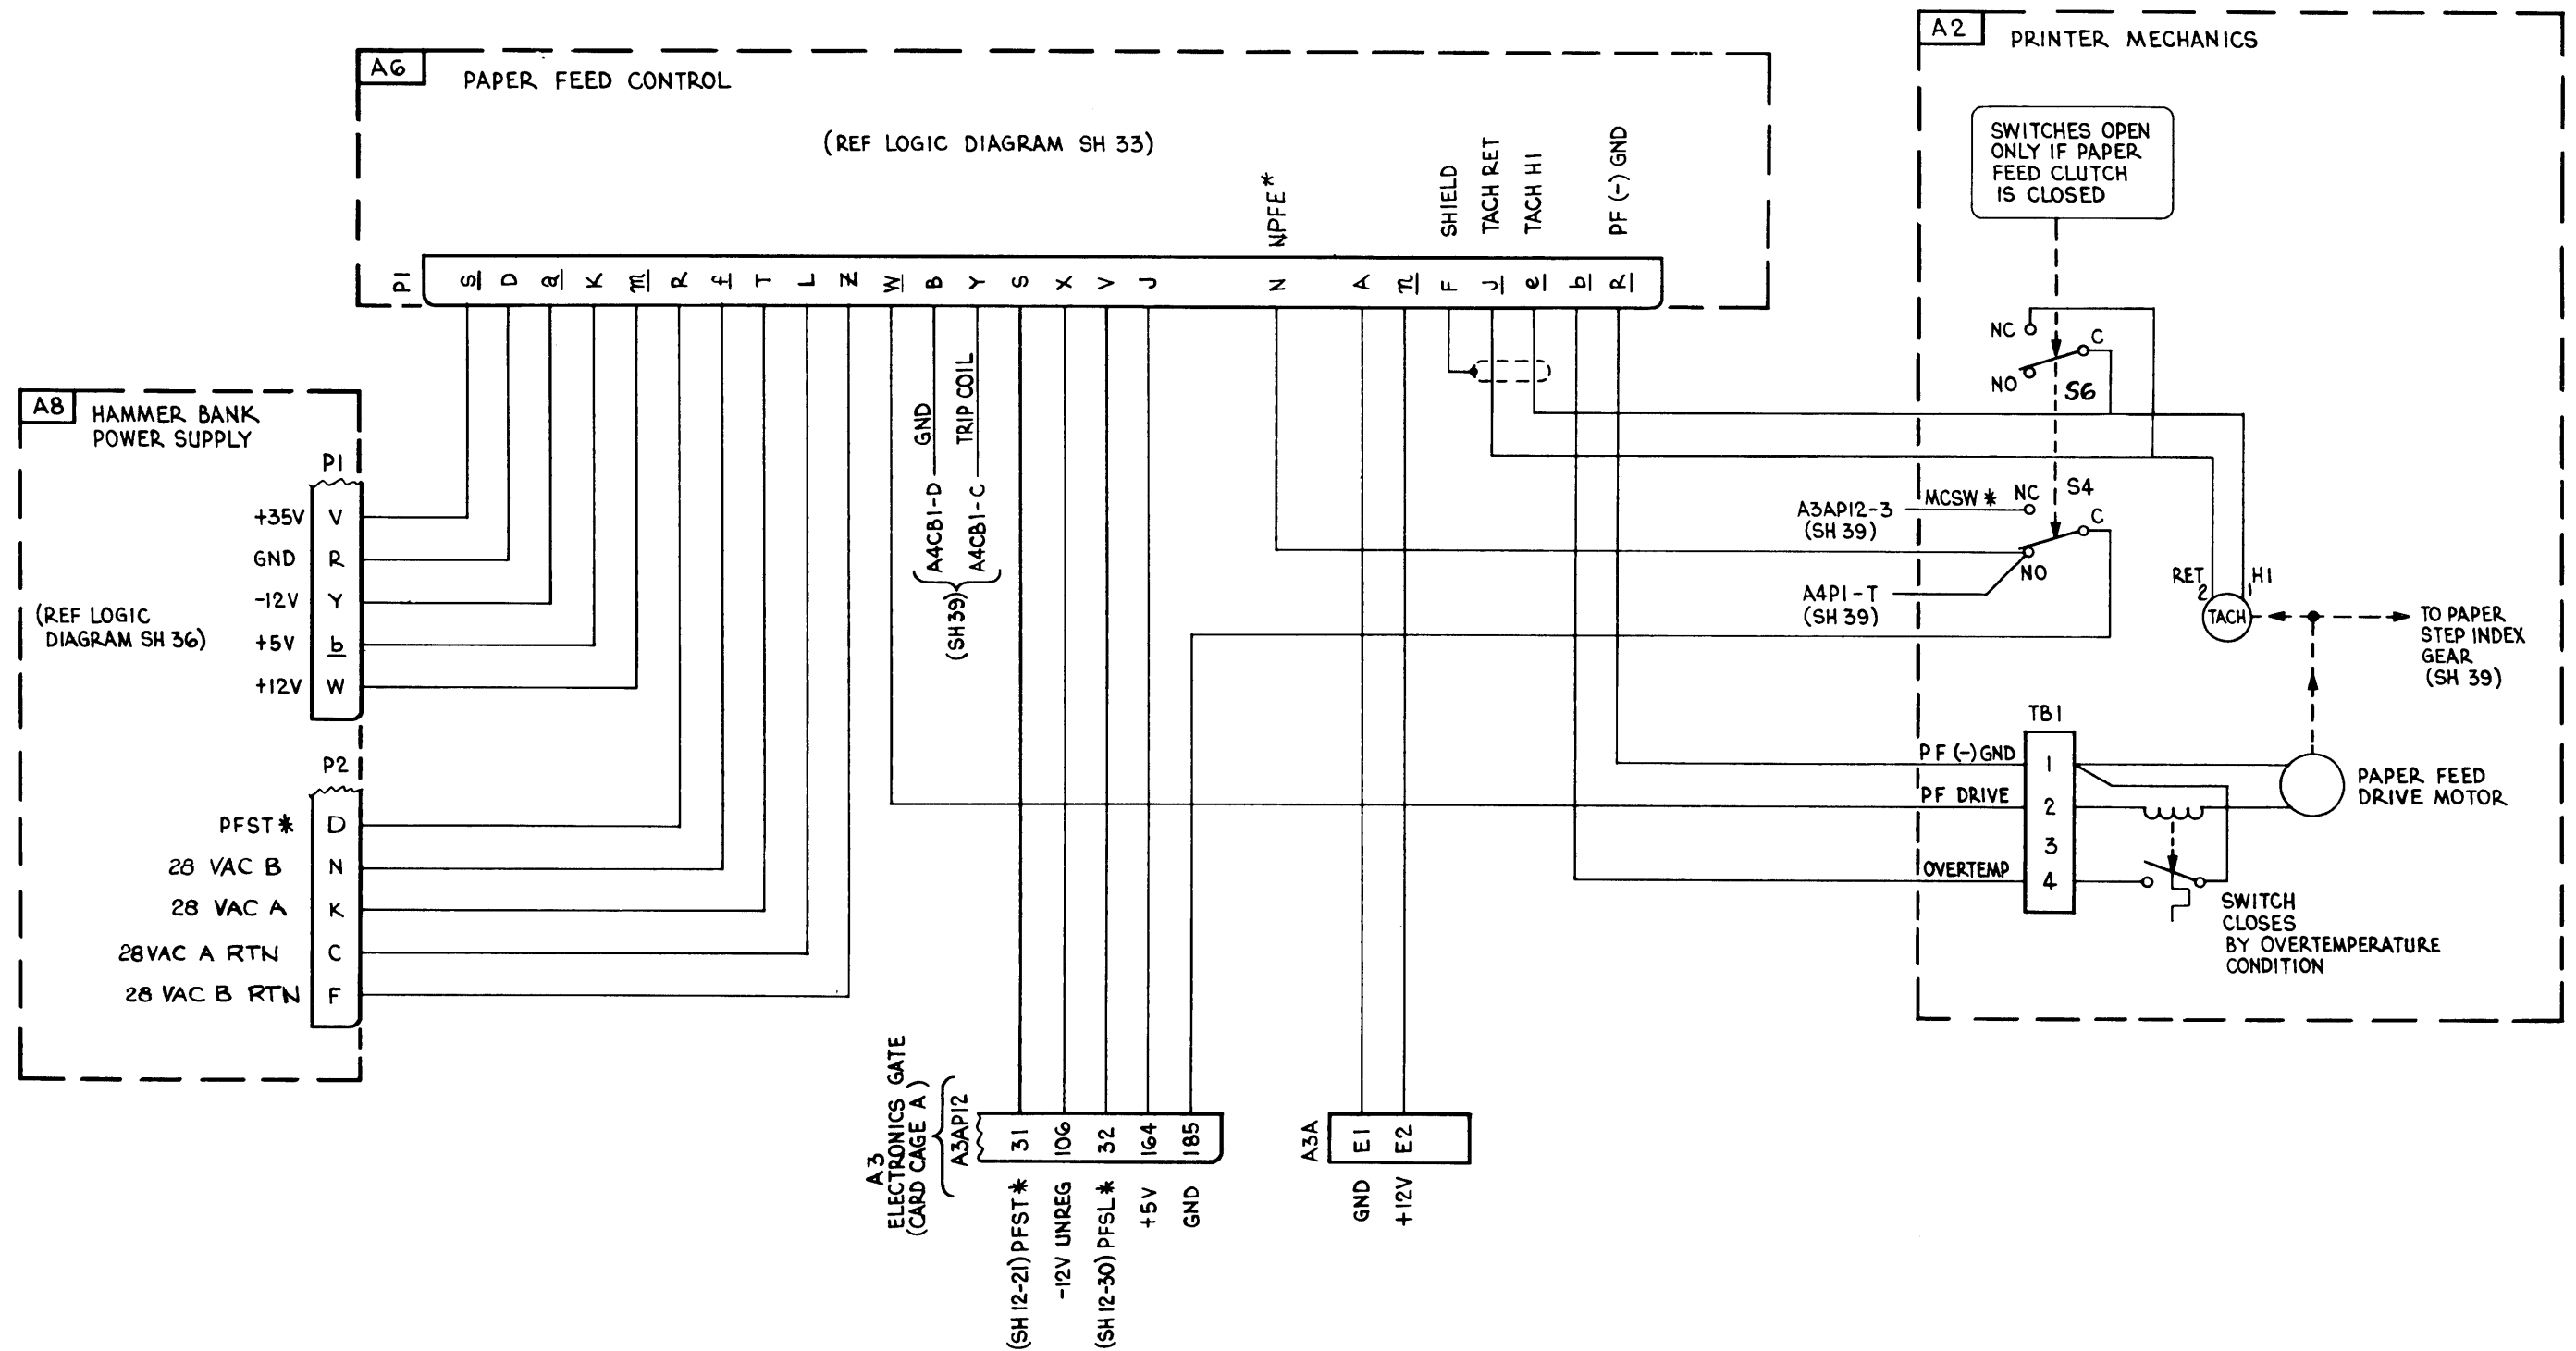 A6
PAPER FEED CONTROL
(REF LOGIC DIAGRAM SH 33)
NPFE*
SHIELD
TACH RET
TACH HI
PF (-) GND
P1
S D a K m R f T L Z W B Y S X V J N A n F J e b R
A2
PRINTER MECHANICS
SWITCHES OPEN
ONLY IF PAPER
FEED CLUTCH
IS CLOSED
NC
C
NO
S6
A3AP12-3
(SH 39)
MCSW *
NC
S4
C
NO
A4P1-T
(SH 39)
RET
2
HI
1
TACH
TO PAPER
STEP INDEX
GEAR
(SH 39)
TB1
PF (-) GND
1
PF DRIVE
2
3
OVERTEMP
4
PAPER FEED
DRIVE MOTOR
SWITCH
CLOSES
BY OVERTEMPERATURE
CONDITION
A8
HAMMER BANK
POWER SUPPLY
P1
+35V V
GND R
-12V Y
+5V b
+12V W
(REF LOGIC
DIAGRAM SH 36)
P2
PFST* D
28 VAC B N
28 VAC A K
28VAC A RTN C
28 VAC B RTN F
A4CB1-D GND
A4CB1-C TRIP COIL
(SH39)
A3
ELECTRONICS GATE
(CARD CAGE A)
A3AP12
31
106
32
164
185
(SH 12-21) PFST*
-12V UNREG
(SH 12-30) PFSL*
+5V
GND
A3A
E1
E2
GND
+12V